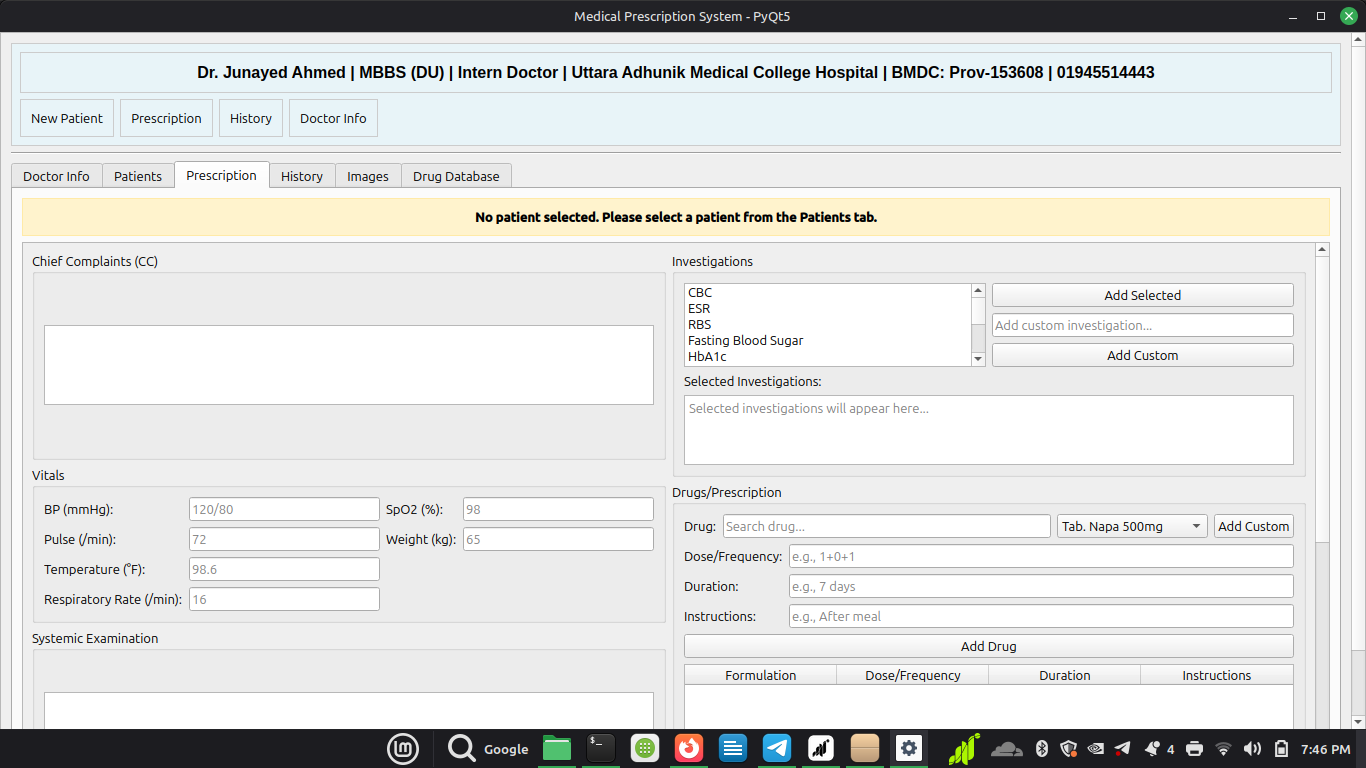 Medical Prescription System - PyQt5
Dr. Junayed Ahmed | MBBS (DU) | Intern Doctor | Uttara Adhunik Medical College Hospital | BMDC: Prov-153608 | 01945514443
New Patient Prescription History Doctor Info
Doctor Info Patients Prescription History Images Drug Database
No patient selected. Please select a patient from the Patients tab.
Chief Complaints (CC)
Vitals
BP (mmHg): 120/80 SpO2 (%): 98
Pulse (/min): 72 Weight (kg): 65
Temperature (°F): 98.6
Respiratory Rate (/min): 16
Systemic Examination
Investigations
CBC
ESR
RBS
Fasting Blood Sugar
HbA1c
Add Selected
Add custom investigation...
Add Custom
Selected Investigations:
Selected investigations will appear here...
Drugs/Prescription
Drug: Search drug... Tab. Napa 500mg Add Custom
Dose/Frequency: e.g., 1+0+1
Duration: e.g., 7 days
Instructions: e.g., After meal
Add Drug
Formulation Dose/Frequency Duration Instructions
Google 4 7:46 PM